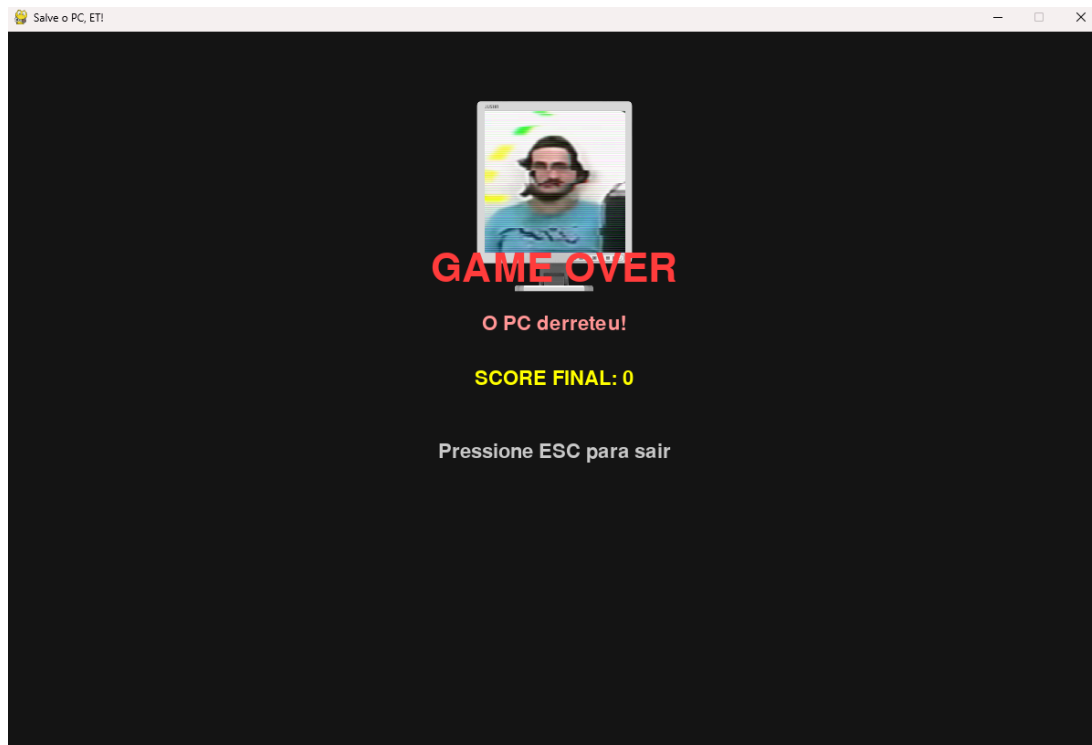 Salve o PC, ET!
GAME OVER
O PC derreteu!
SCORE FINAL: 0
Pressione ESC para sair